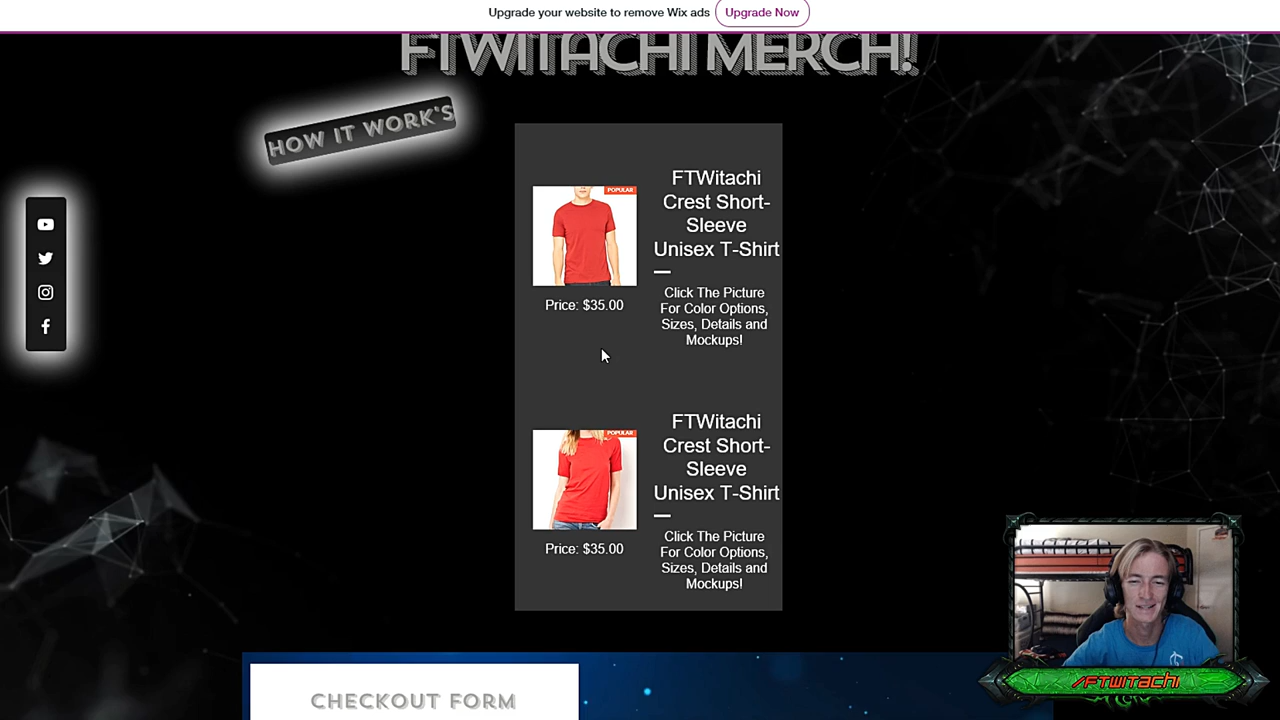 Upgrade your website to remove Wix ads
Upgrade Now
FTWITACHI MERCH!
HOW IT WORK'S
POPULAR
Price: $35.00
FTWitachi
Crest Short-
Sleeve
Unisex T-Shirt
Click The Picture
For Color Options,
Sizes, Details and
Mockups!
POPULAR
Price: $35.00
FTWitachi
Crest Short-
Sleeve
Unisex T-Shirt
Click The Picture
For Color Options,
Sizes, Details and
Mockups!
CHECKOUT FORM
/FTWITACHI